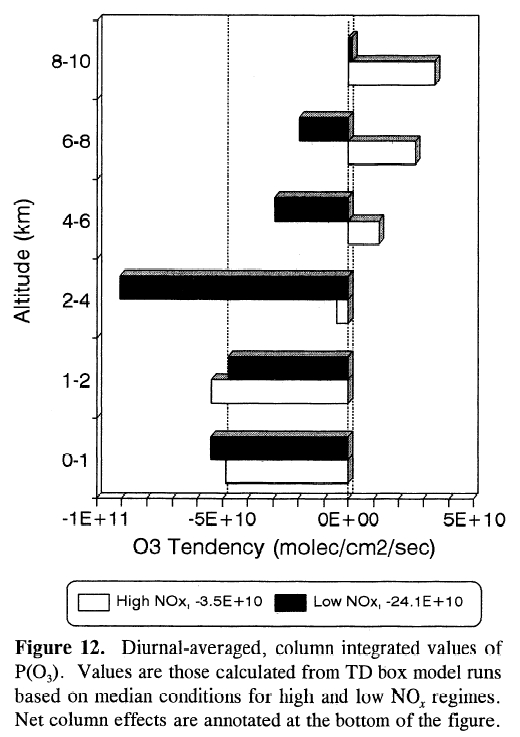 8-10
6-8
4-6
2-4
1-2
0-1
Altitude (km)
-1E+11 -5E+10 0E+00 5E+10
O3 Tendency (molec/cm2/sec)
High NOx, -3.5E+10 Low NOx, -24.1E+10
Figure 12. Diurnal-averaged, column integrated values of
P(O₃). Values are those calculated from TD box model runs
based on median conditions for high and low NOₓ regimes.
Net column effects are annotated at the bottom of the figure.